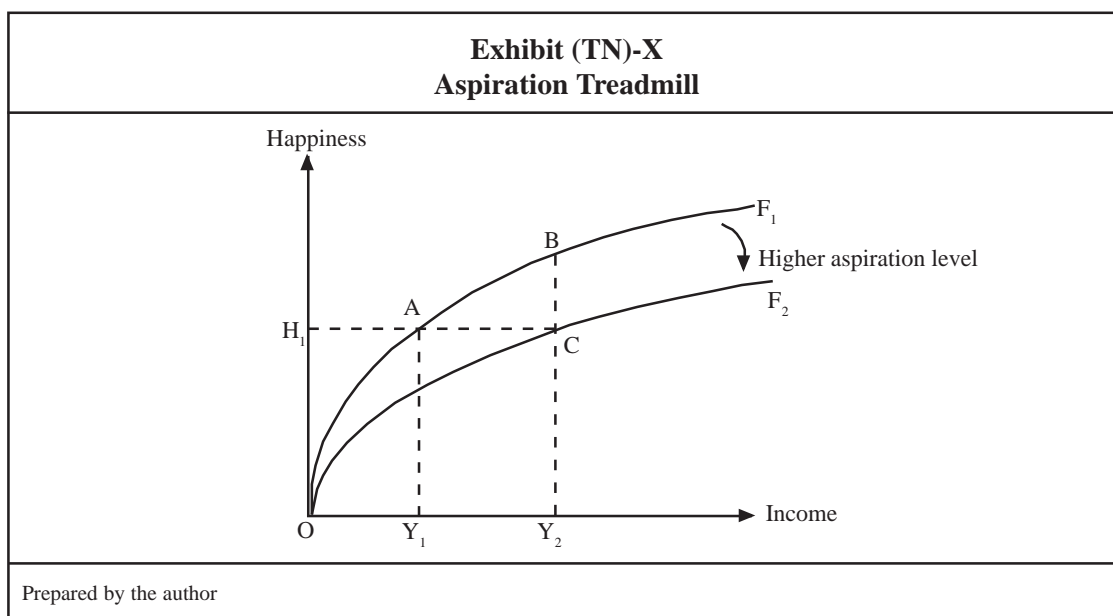 Exhibit (TN)-X
Aspiration Treadmill
Happiness
F₁
B
Higher aspiration level
A
F₂
H₁
C
O
Y₁
Y₂
Income
Prepared by the author